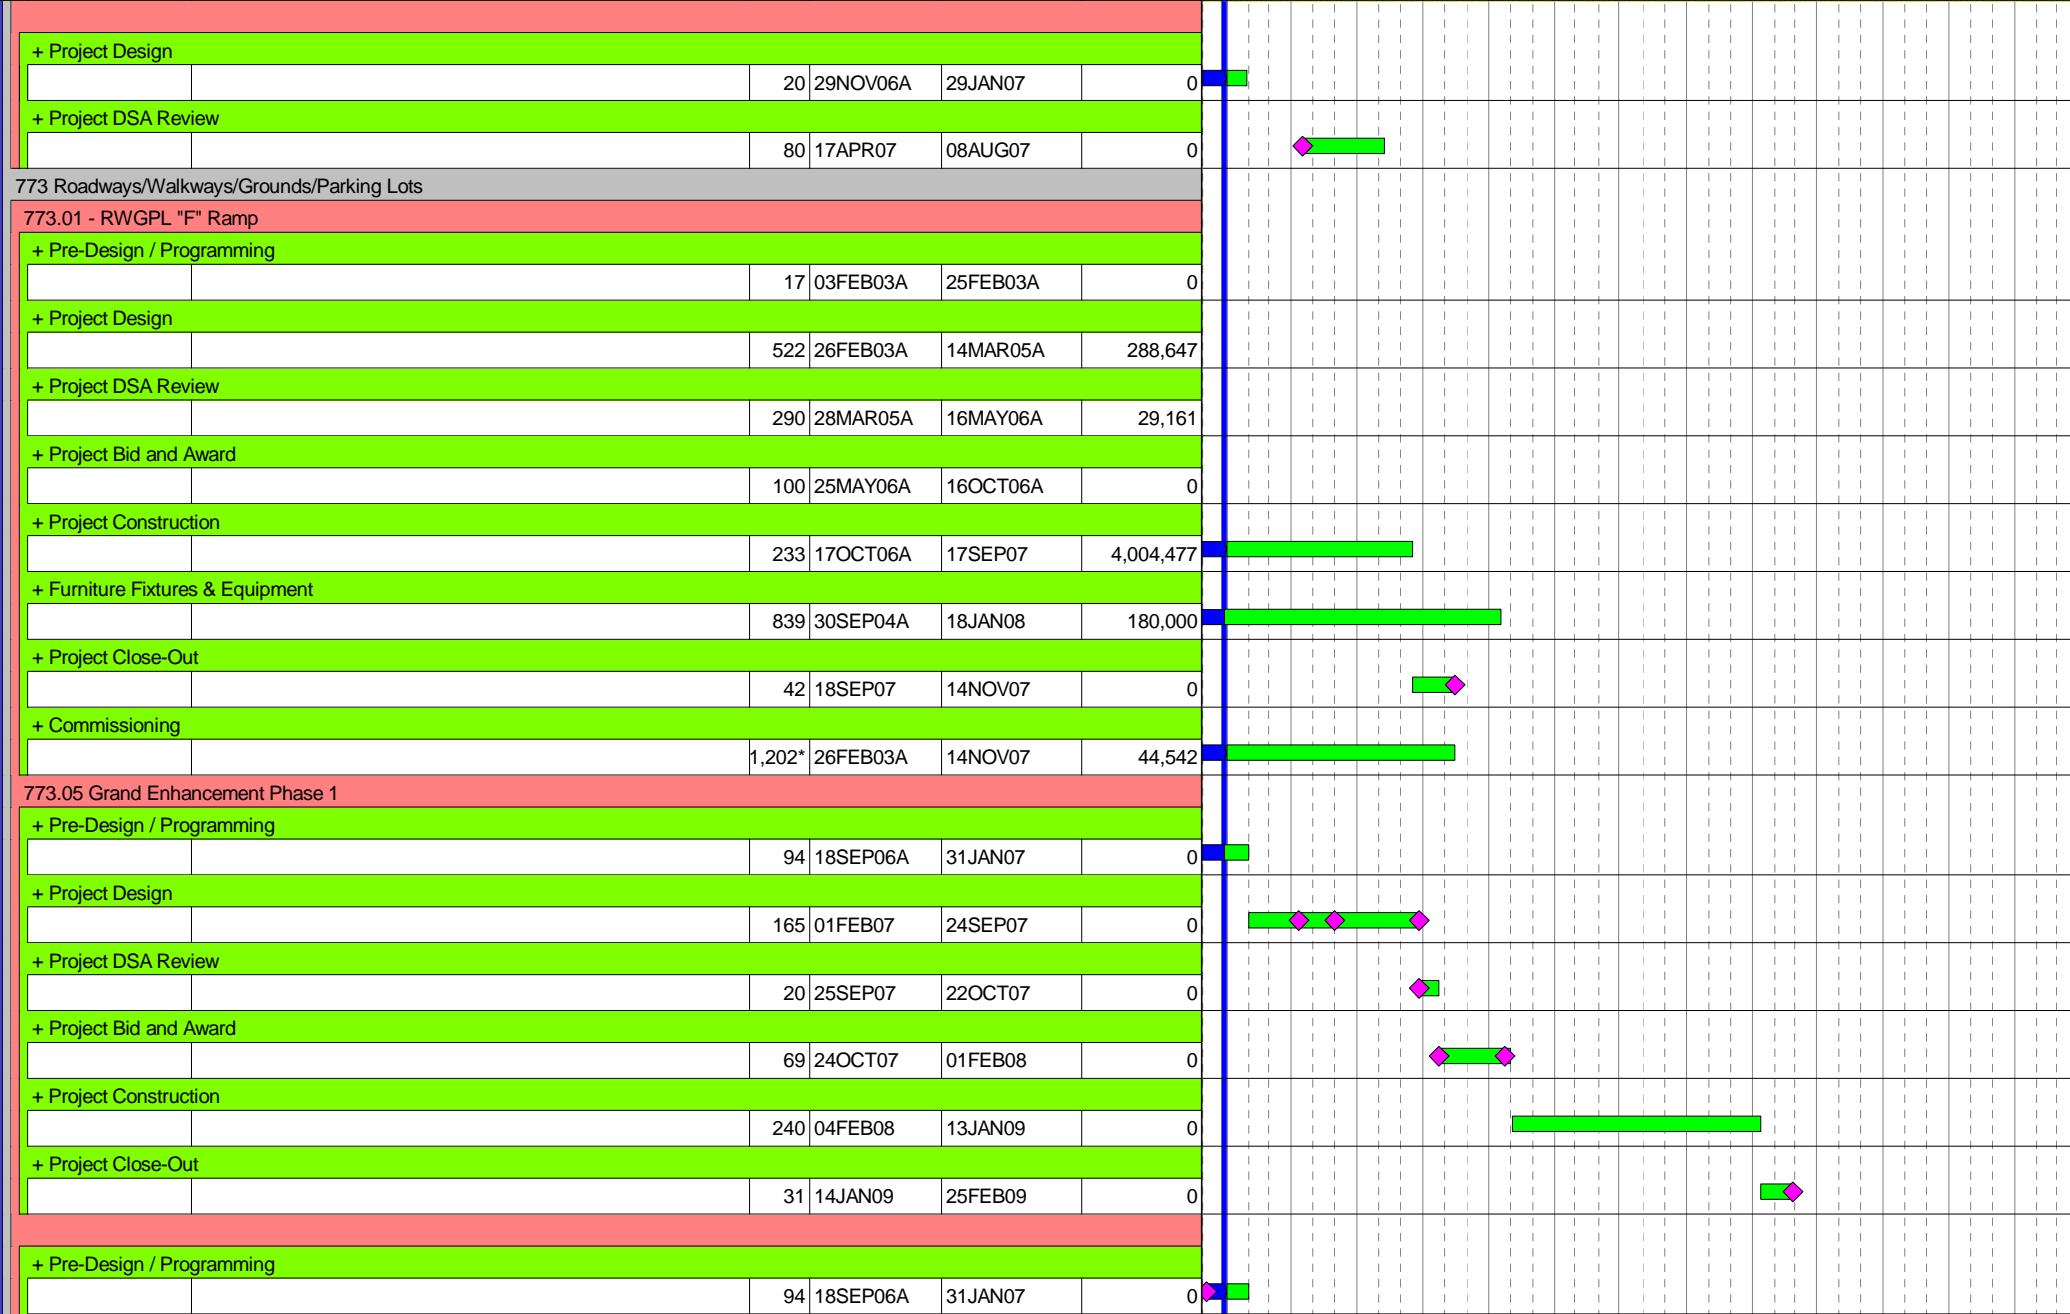 + Project Design
20 29NOV06A 29JAN07 0
+ Project DSA Review
80 17APR07 08AUG07 0
773 Roadways/Walkways/Grounds/Parking Lots
773.01 - RWGPL "F" Ramp
+ Pre-Design / Programming
17 03FEB03A 25FEB03A 0
+ Project Design
522 26FEB03A 14MAR05A 288,647
+ Project DSA Review
290 28MAR05A 16MAY06A 29,161
+ Project Bid and Award
100 25MAY06A 16OCT06A 0
+ Project Construction
233 17OCT06A 17SEP07 4,004,477
+ Furniture Fixtures & Equipment
839 30SEP04A 18JAN08 180,000
+ Project Close-Out
42 18SEP07 14NOV07 0
+ Commissioning
1,202* 26FEB03A 14NOV07 44,542
773.05 Grand Enhancement Phase 1
+ Pre-Design / Programming
94 18SEP06A 31JAN07 0
+ Project Design
165 01FEB07 24SEP07 0
+ Project DSA Review
20 25SEP07 22OCT07 0
+ Project Bid and Award
69 24OCT07 01FEB08 0
+ Project Construction
240 04FEB08 13JAN09 0
+ Project Close-Out
31 14JAN09 25FEB09 0
+ Pre-Design / Programming
94 18SEP06A 31JAN07 0